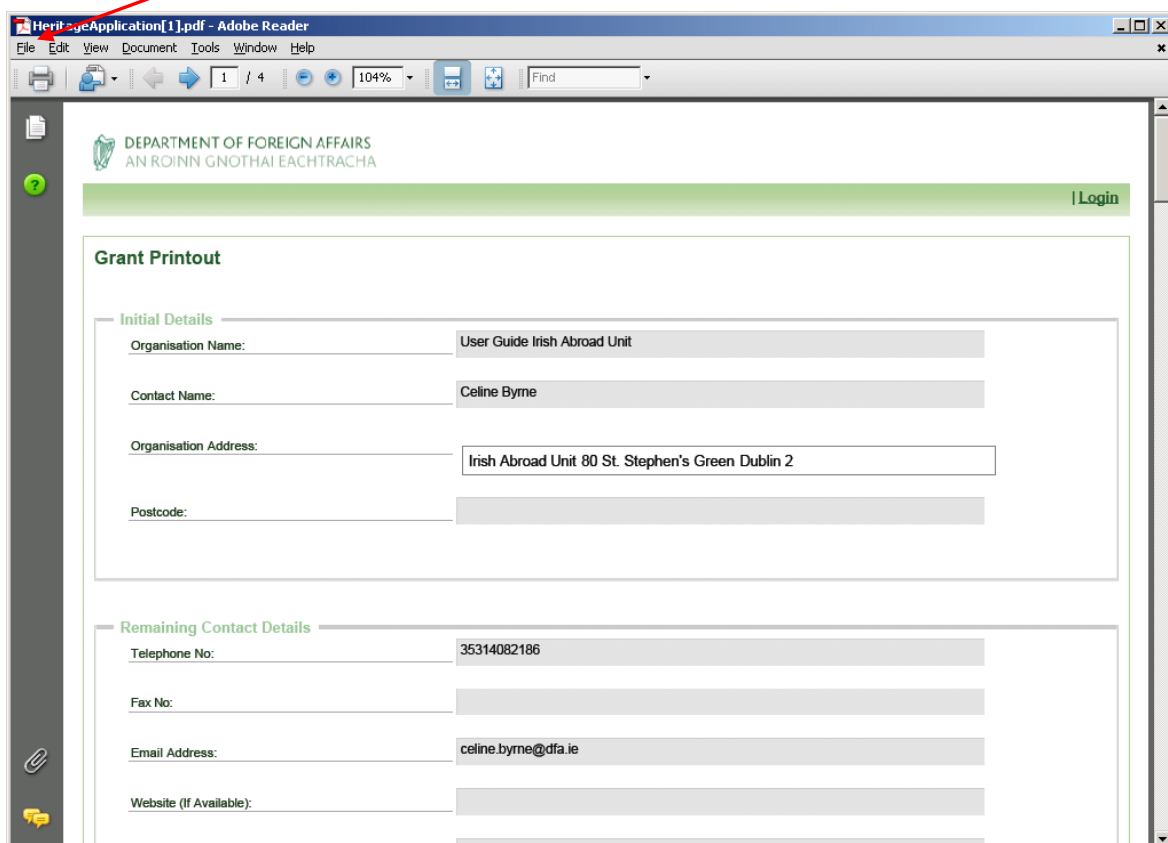 HeritageApplication[1].pdf - Adobe Reader
File Edit View Document Tools Window Help
1 / 4 104% Find
DEPARTMENT OF FOREIGN AFFAIRS
AN ROINN GNOTHAI EACHTRACHA
| Login
Grant Printout
Initial Details
Organisation Name: User Guide Irish Abroad Unit
Contact Name: Celine Byrne
Organisation Address: Irish Abroad Unit 80 St. Stephen's Green Dublin 2
Postcode:
Remaining Contact Details
Telephone No: 35314082186
Fax No:
Email Address: celine.byrne@dfa.ie
Website (If Available):